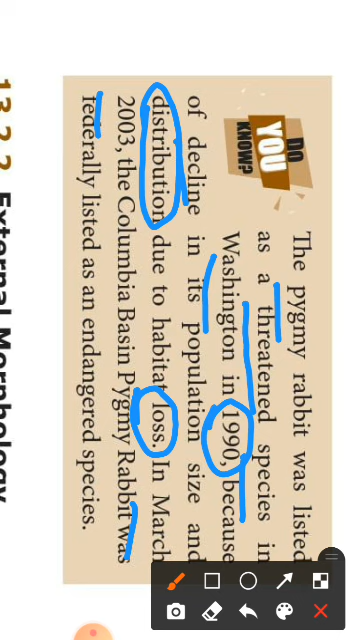 DO
YOU
KNOW?
The pygmy rabbit was listed
as a threatened species in
Washington in 1990, because
of decline in its population size and
distribution due to habitat loss. In March
2003, the Columbia Basin Pygmy Rabbit was
federally listed as an endangered species.
13.2.2 External Morphology